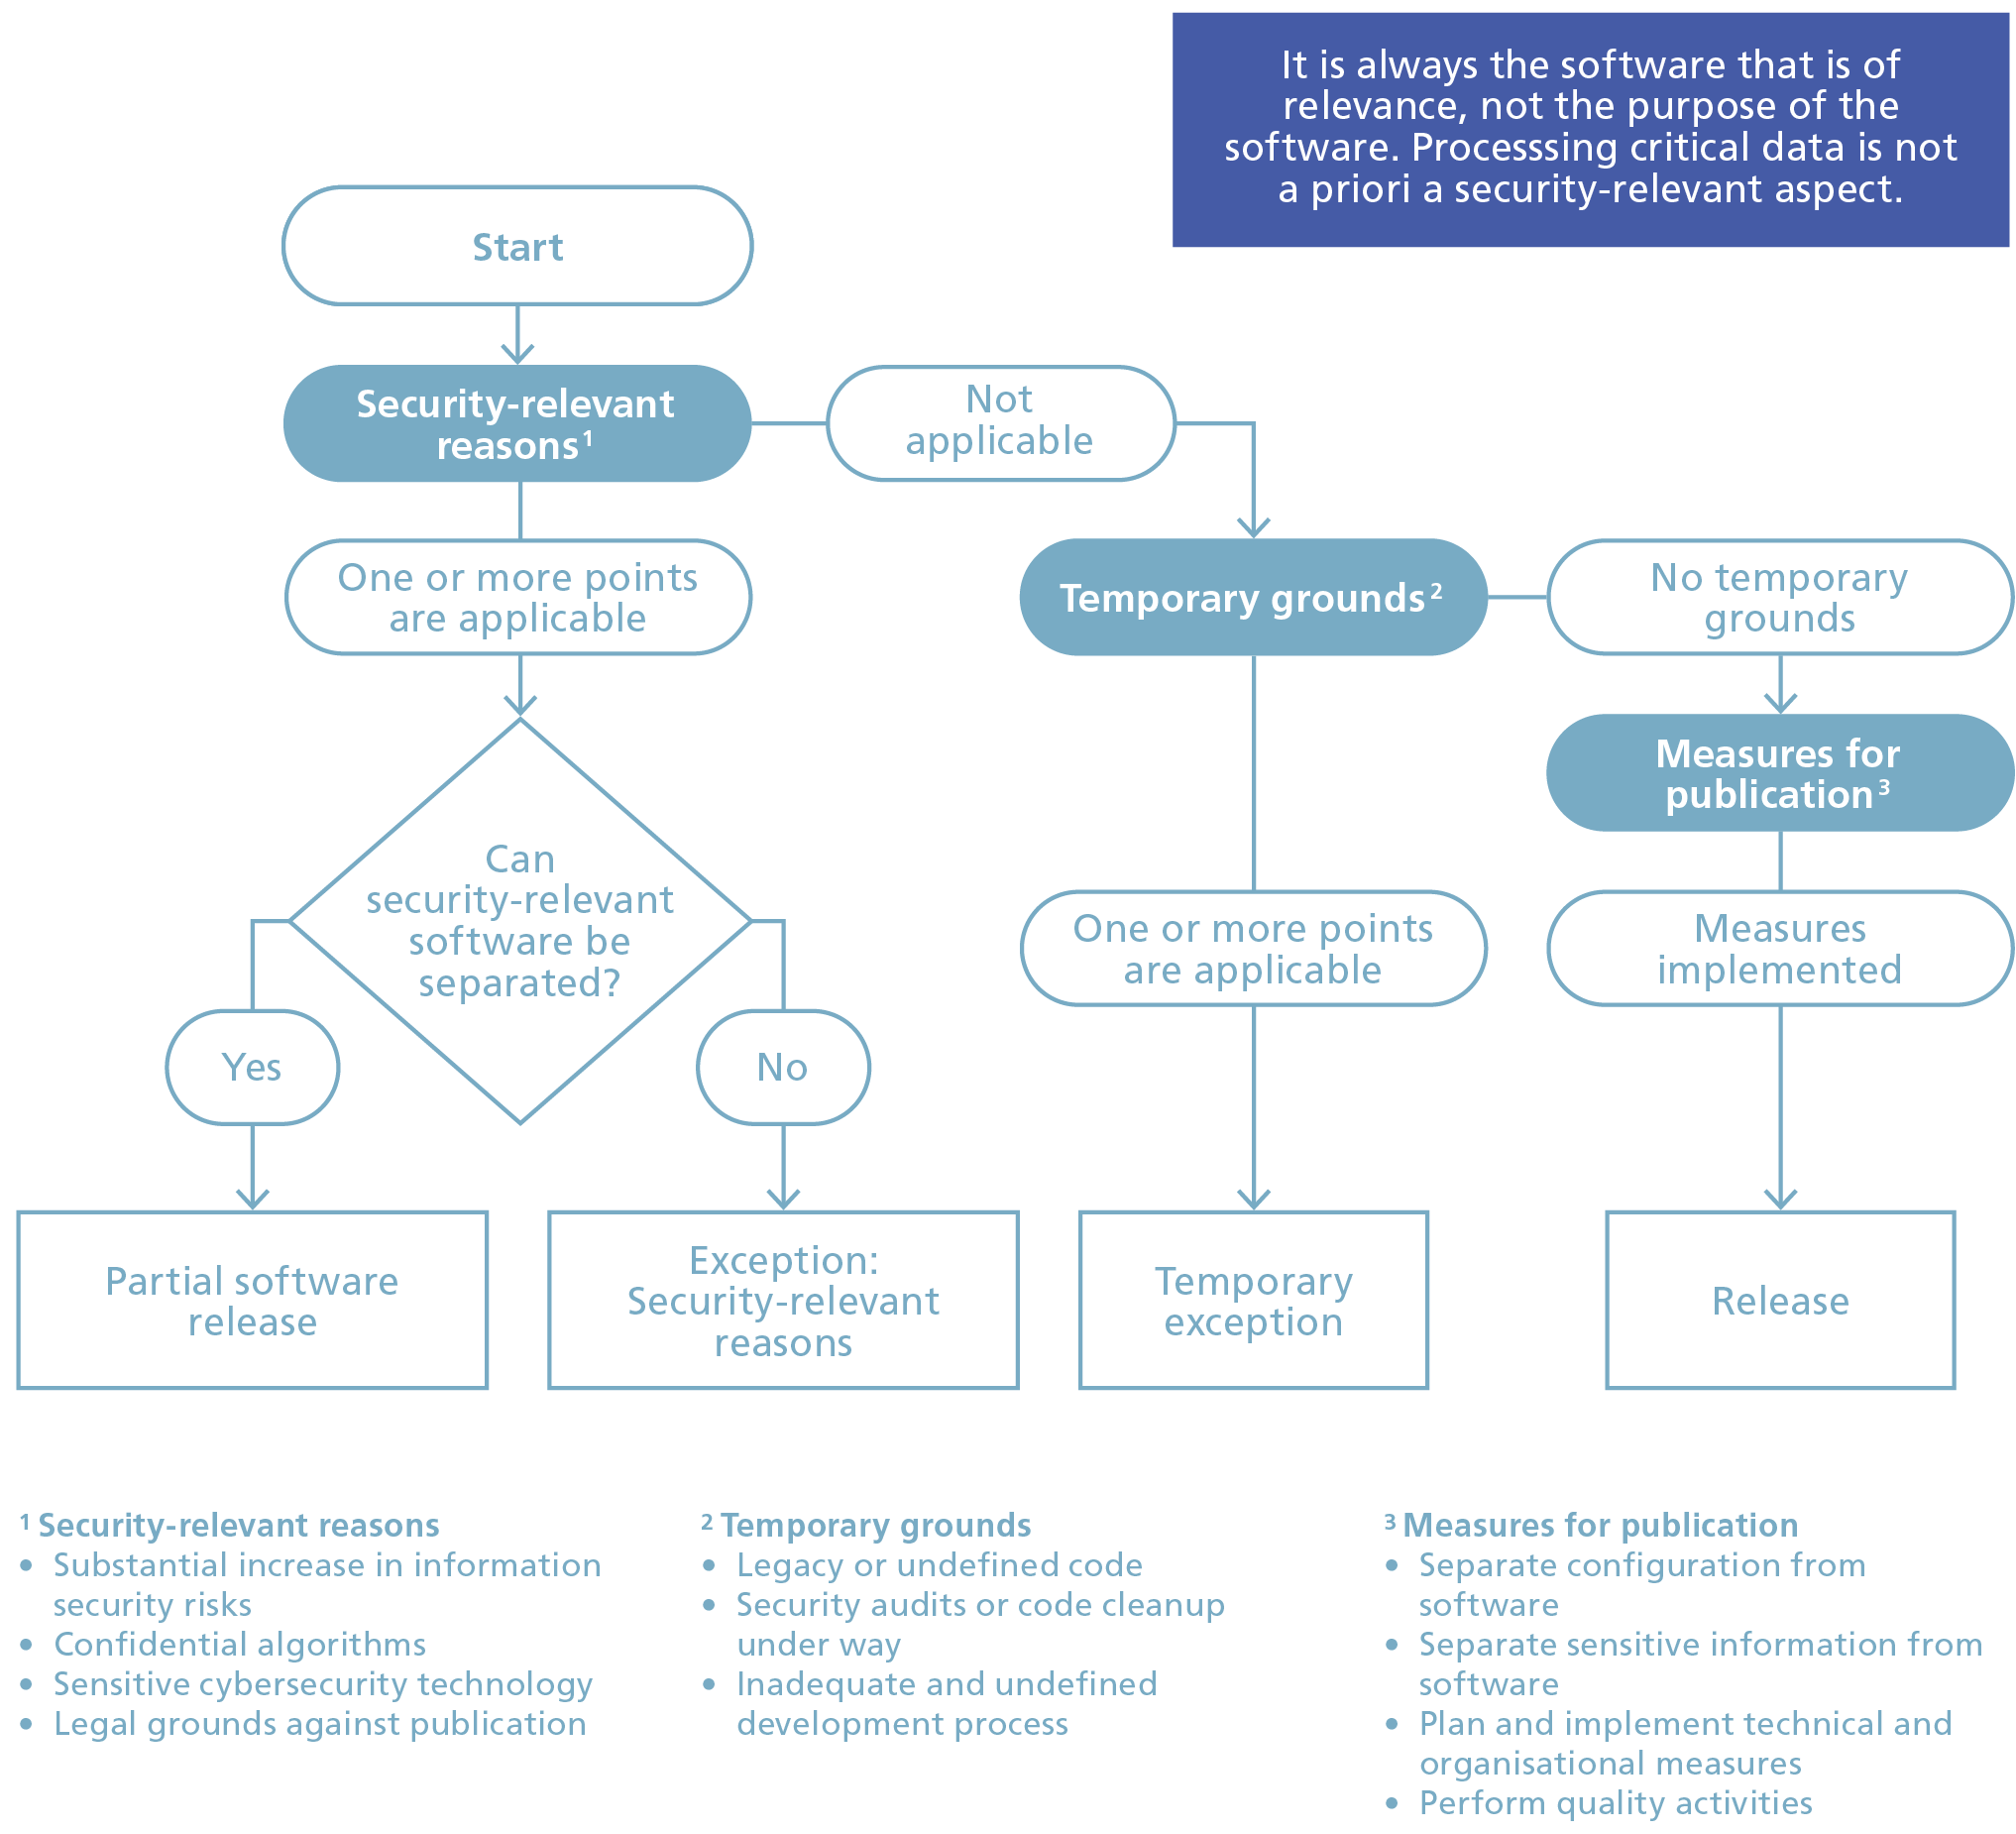 It is always the software that is of
relevance, not the purpose of the
software. Processsing critical data is not
a priori a security-relevant aspect.
Start
Security-relevant
reasons¹
Not
applicable
One or more points
are applicable
Temporary grounds²
No temporary
grounds
Measures for
publication³
Can
security-relevant
software be
separated?
One or more points
are applicable
Measures
implemented
Yes
No
Partial software
release
Exception:
Security-relevant
reasons
Temporary
exception
Release
¹ Security-relevant reasons
• Substantial increase in information
security risks
• Confidential algorithms
• Sensitive cybersecurity technology
• Legal grounds against publication
² Temporary grounds
• Legacy or undefined code
• Security audits or code cleanup
under way
• Inadequate and undefined
development process
³ Measures for publication
• Separate configuration from
software
• Separate sensitive information from
software
• Plan and implement technical and
organisational measures
• Perform quality activities